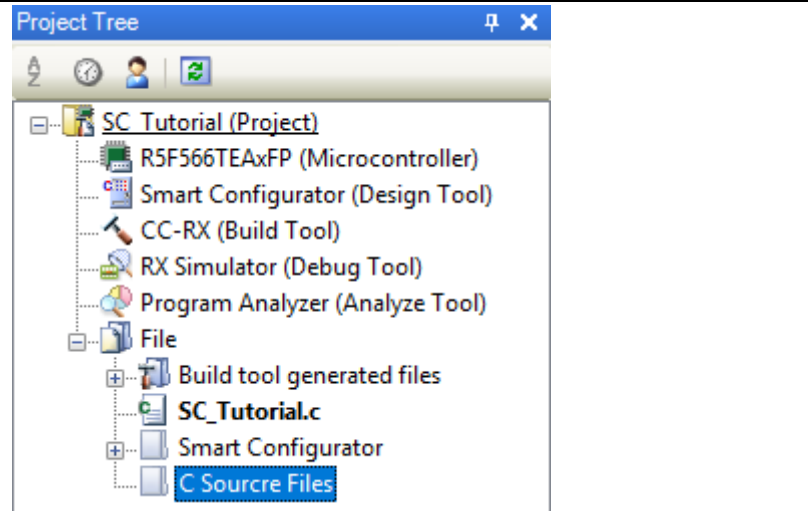 Project Tree
SC_Tutorial (Project)
R5F566TEAxFP (Microcontroller)
Smart Configurator (Design Tool)
CC-RX (Build Tool)
RX Simulator (Debug Tool)
Program Analyzer (Analyze Tool)
File
Build tool generated files
SC_Tutorial.c
Smart Configurator
C Sourcre Files